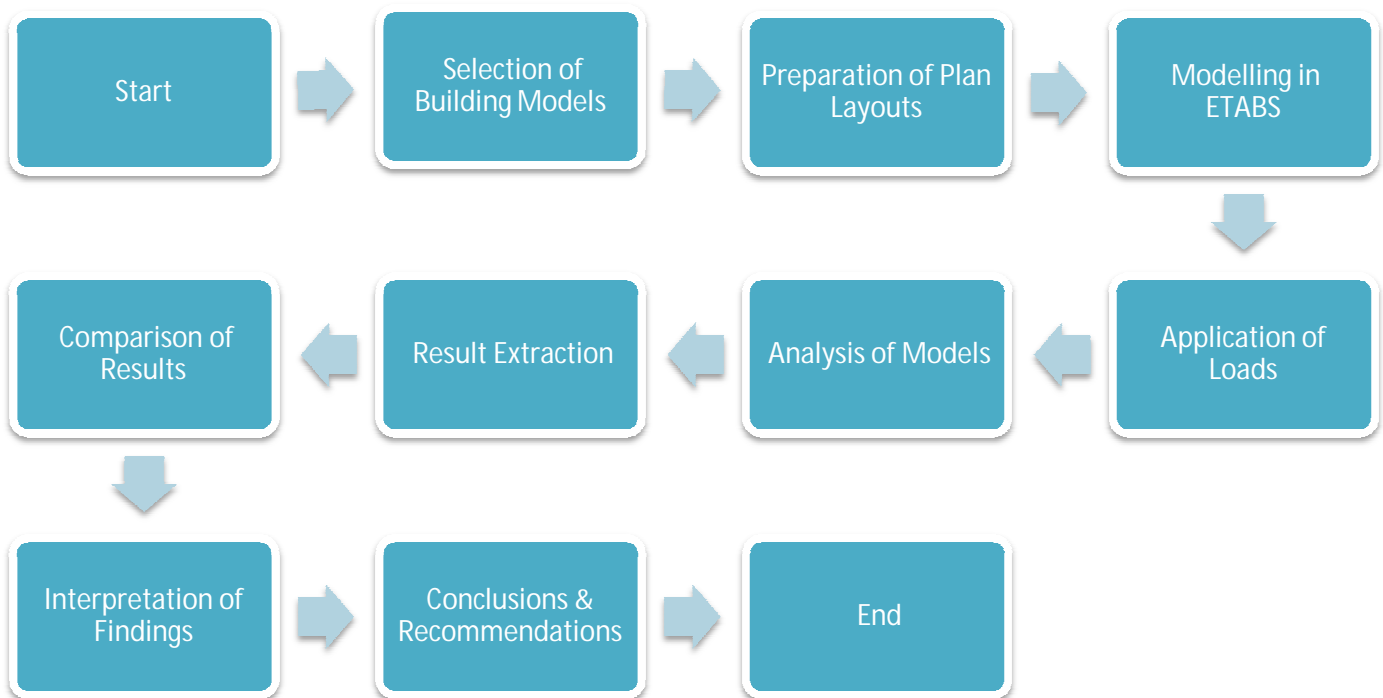 Start
Selection of
Building Models
Preparation of Plan
Layouts
Modelling in
ETABS
Application of
Loads
Analysis of Models
Result Extraction
Comparison of
Results
Interpretation of
Findings
Conclusions &
Recommendations
End